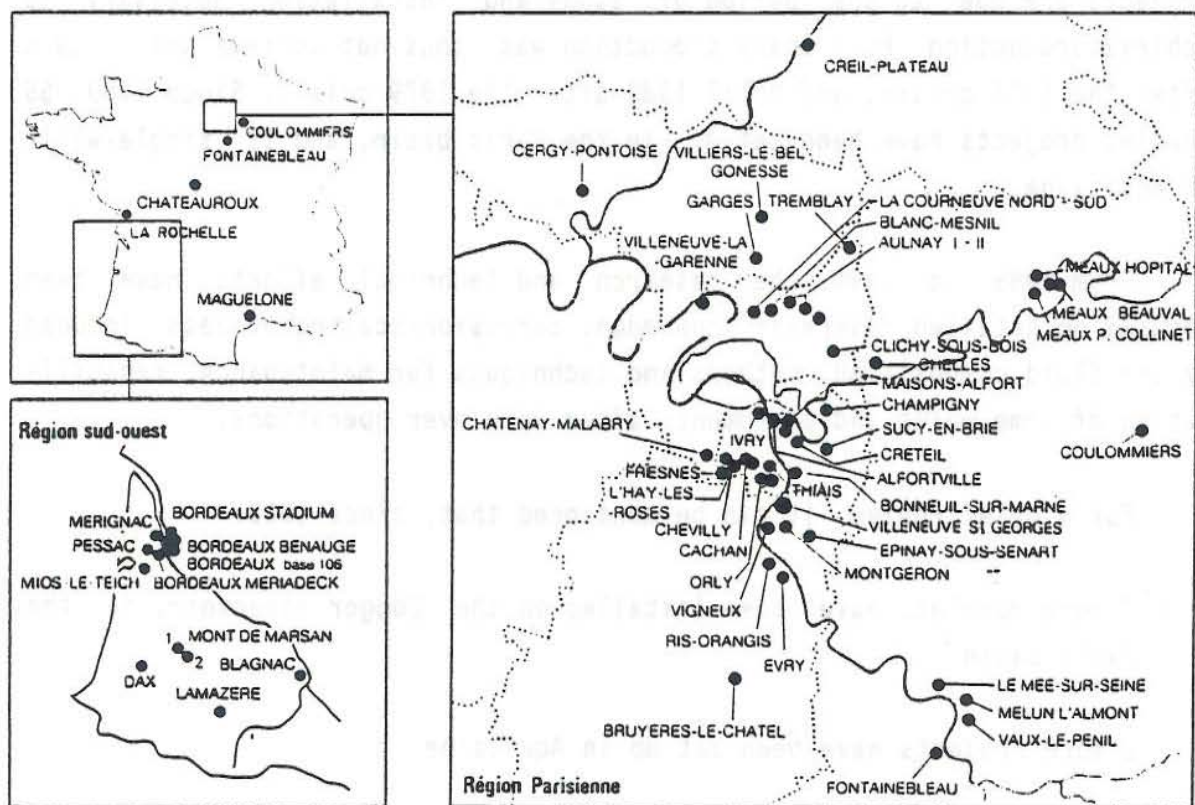 COULOMMIERS
FONTAINEBLEAU
CHATEAUROUX
LA ROCHELLE
MAGUELONE
Région sud-ouest
BORDEAUX STADIUM
MERIGNAC
PESSAC
BORDEAUX BENAUGE
BORDEAUX base 106
MIOS LE TEICH
BORDEAUX MERIADECK
1
MONT DE MARSAN
2
BLAGNAC
DAX
LAMAZERE
CREIL-PLATEAU
CERGY-PONTOISE
VILLIERS-LE-BEL
GONESSE
GARGES
TREMBLAY
LA COURNEUVE NORD - SUD
BLANC-MESNIL
AULNAY I - II
VILLENEUVE-LA
GARENNE
MEAUX HOPITAL
MEAUX BEAUVAL
MEAUX P. COLLINET
CLICHY-SOUS-BOIS
CHELLES
MAISONS-ALFORT
CHAMPIGNY
CHATENAY-MALABRY
IVRY
SUCY-EN-BRIE
COULOMMIERS
CRETEIL
FRESNES
ALFORTVILLE
L'HAY-LES
-ROSES
THIAIS
BONNEUIL-SUR-MARNE
CHEVILLY
VILLENEUVE ST GEORGES
CACHAN
EPINAY-SOUS-SENART
MONTGERON
ORLY
VIGNEUX
RIS-ORANGIS
EVRY
LE MEE-SUR-SEINE
MELUN L'ALMONT
BRUYERES-LE-CHATEL
VAUX-LE-PENIL
Région Parisienne
FONTAINEBLEAU